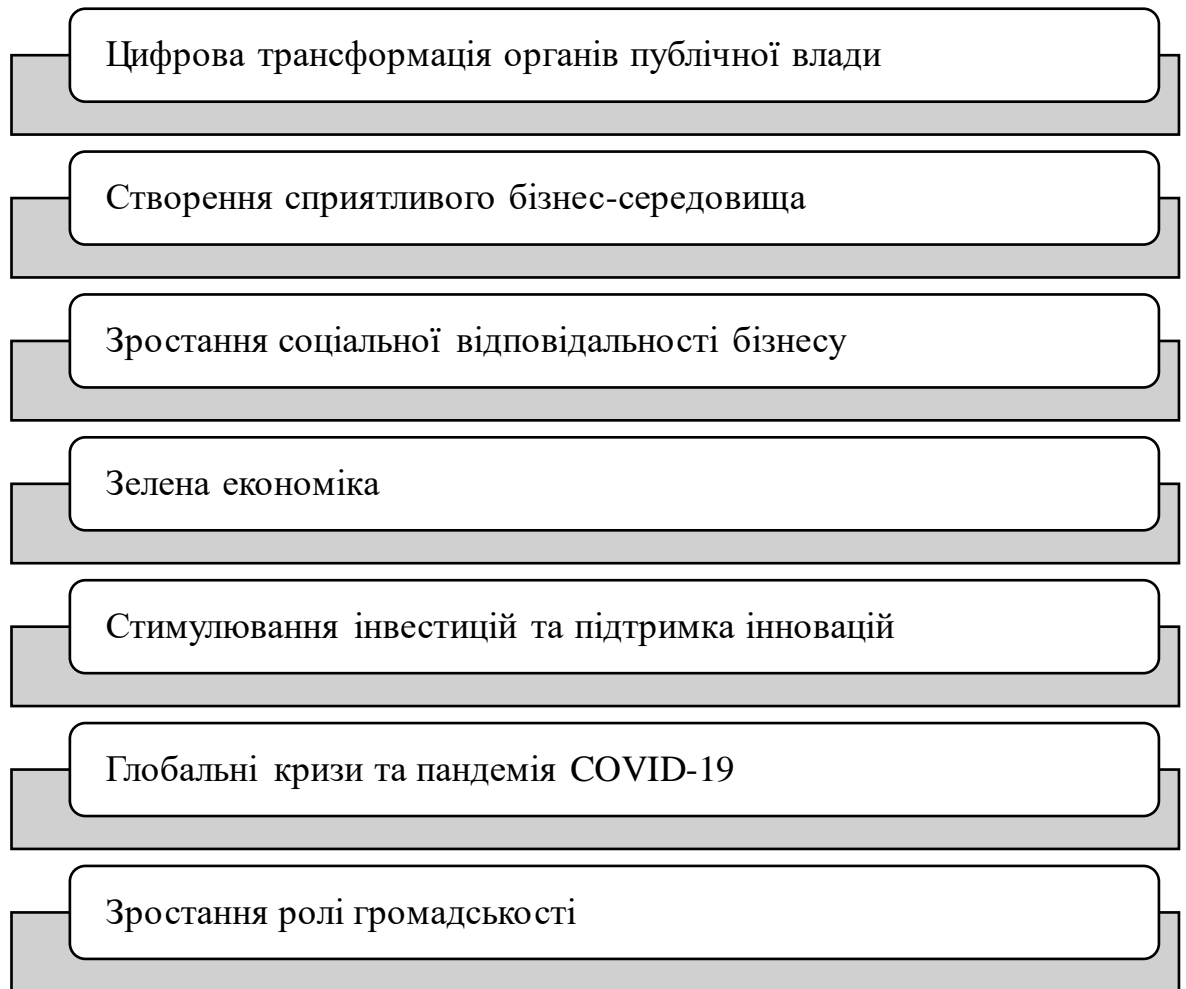 Цифрова трансформація органів публічної влади
Створення сприятливого бізнес-середовища
Зростання соціальної відповідальності бізнесу
Зелена економіка
Стимулювання інвестицій та підтримка інновацій
Глобальні кризи та пандемія COVID-19
Зростання ролі громадськості